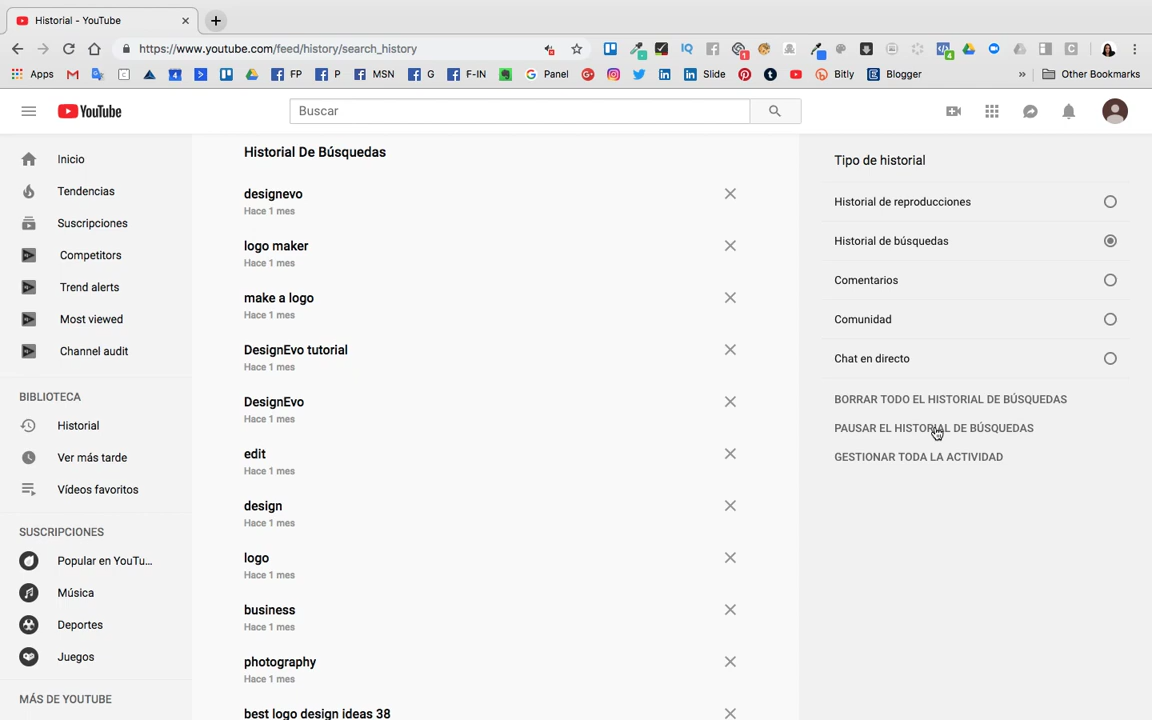 Historial - YouTube
https://www.youtube.com/feed/history/search_history
Apps FP P MSN G F-IN Panel Slide Bitly Blogger » Other Bookmarks
YouTube
Buscar
Inicio
Tendencias
Suscripciones
Competitors
Trend alerts
Most viewed
Channel audit
BIBLIOTECA
Historial
Ver más tarde
Vídeos favoritos
SUSCRIPCIONES
Popular en YouTu...
Música
Deportes
Juegos
MÁS DE YOUTUBE
Historial De Búsquedas
designevo
Hace 1 mes
logo maker
Hace 1 mes
make a logo
Hace 1 mes
DesignEvo tutorial
Hace 1 mes
DesignEvo
Hace 1 mes
edit
Hace 1 mes
design
Hace 1 mes
logo
Hace 1 mes
business
Hace 1 mes
photography
Hace 1 mes
best logo design ideas 38
Tipo de historial
Historial de reproducciones
Historial de búsquedas
Comentarios
Comunidad
Chat en directo
BORRAR TODO EL HISTORIAL DE BÚSQUEDAS
PAUSAR EL HISTORIAL DE BÚSQUEDAS
GESTIONAR TODA LA ACTIVIDAD